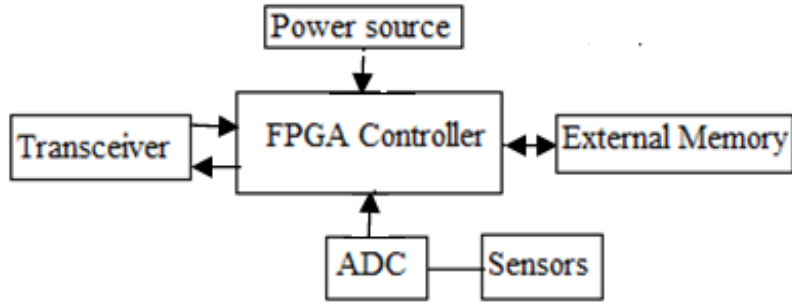 Power source
Transceiver
FPGA Controller
External Memory
ADC
Sensors